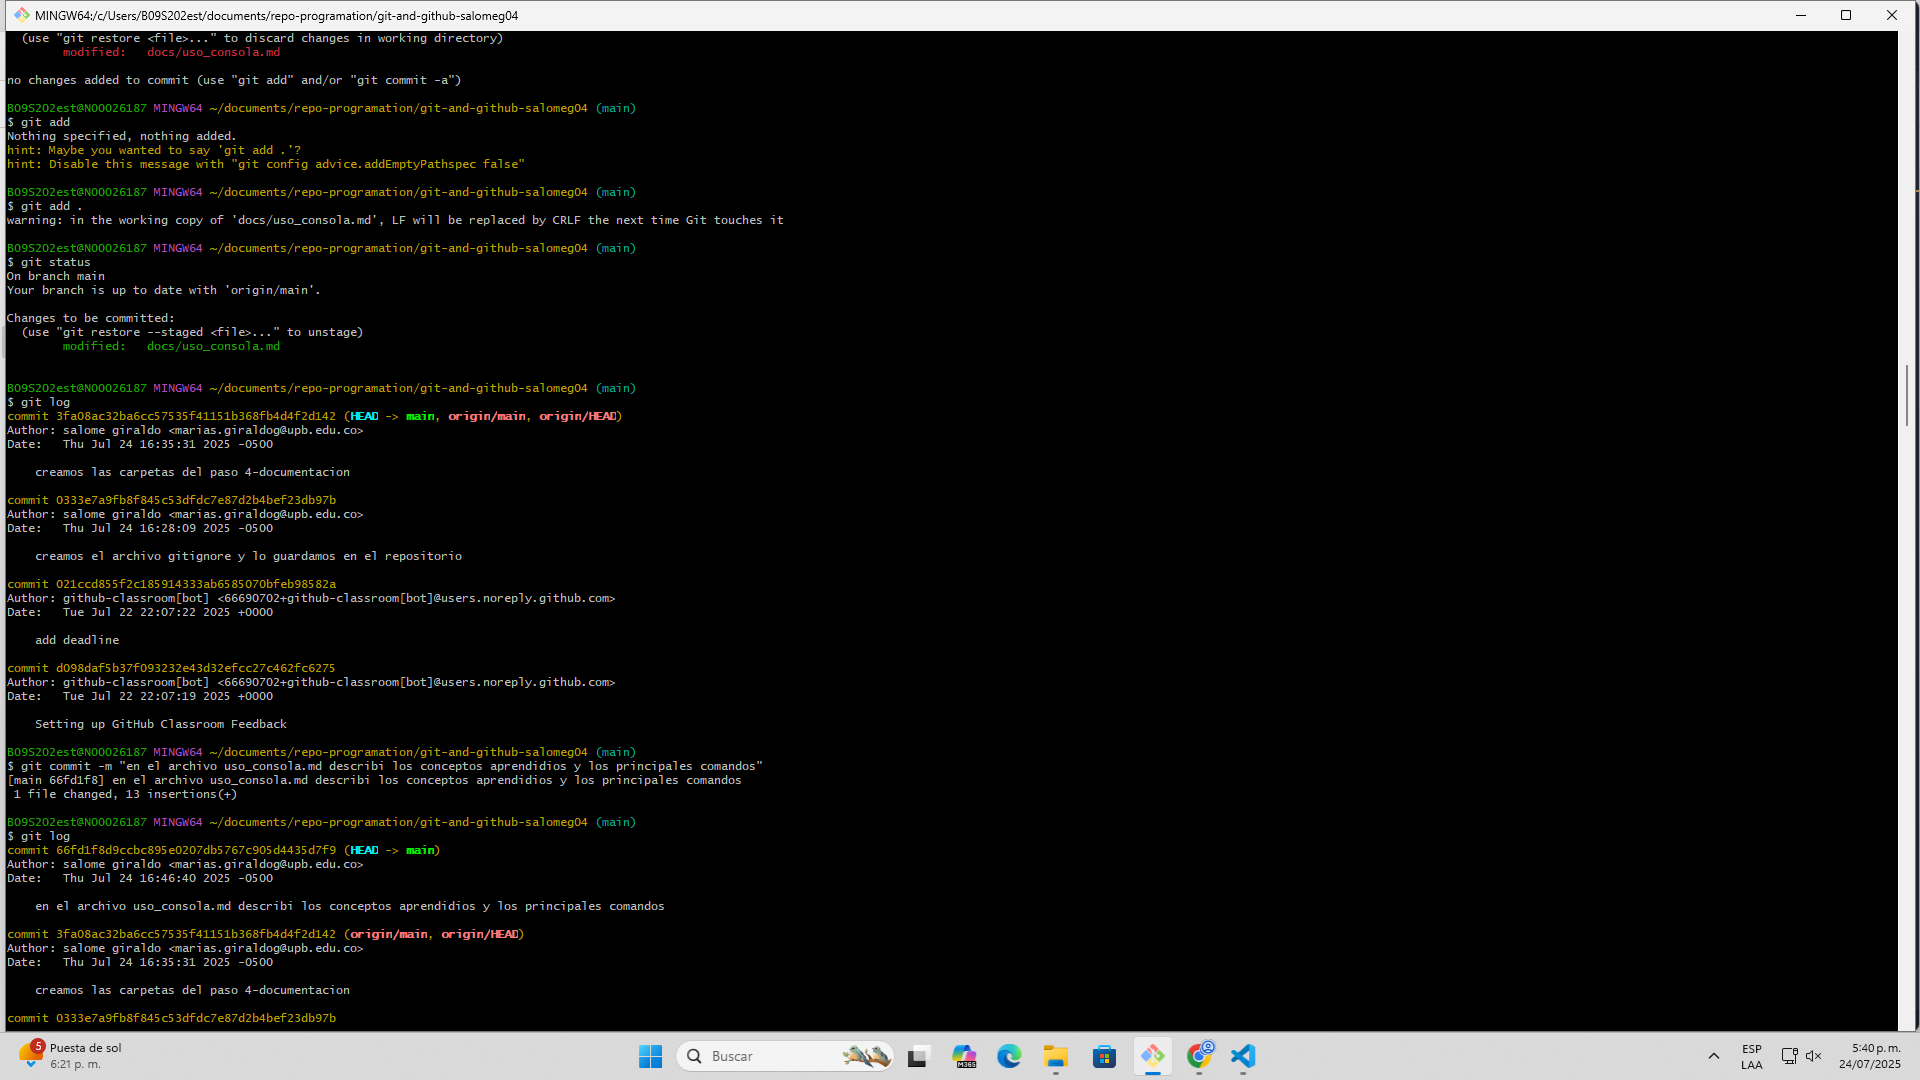 MINGW64:/c/Users/B09S202est/documents/repo-programation/git-and-github-salomeg04
(use "git restore <file>..." to discard changes in working directory)
modified:   docs/uso_consola.md
no changes added to commit (use "git add" and/or "git commit -a")
B09S202est@N00026187 MINGW64 ~/documents/repo-programation/git-and-github-salomeg04 (main)
$ git add
Nothing specified, nothing added.
hint: Maybe you wanted to say 'git add .'?
hint: Disable this message with "git config advice.addEmptyPathspec false"
B09S202est@N00026187 MINGW64 ~/documents/repo-programation/git-and-github-salomeg04 (main)
$ git add .
warning: in the working copy of 'docs/uso_consola.md', LF will be replaced by CRLF the next time Git touches it
B09S202est@N00026187 MINGW64 ~/documents/repo-programation/git-and-github-salomeg04 (main)
$ git status
On branch main
Your branch is up to date with 'origin/main'.
Changes to be committed:
(use "git restore --staged <file>..." to unstage)
modified:   docs/uso_consola.md
B09S202est@N00026187 MINGW64 ~/documents/repo-programation/git-and-github-salomeg04 (main)
$ git log
commit 3fa08ac32ba6cc57535f41151b368fb4d4f2d142 (HEAD -> main, origin/main, origin/HEAD)
Author: salome giraldo <marias.giraldog@upb.edu.co>
Date:   Thu Jul 24 16:35:31 2025 -0500
creamos las carpetas del paso 4-documentacion
commit 0333e7a9fb8f845c53dfdc7e87d2b4bef23db97b
Author: salome giraldo <marias.giraldog@upb.edu.co>
Date:   Thu Jul 24 16:28:09 2025 -0500
creamos el archivo gitignore y lo guardamos en el repositorio
commit 021ccd855f2c185914333ab6585070bfeb98582a
Author: github-classroom[bot] <66690702+github-classroom[bot]@users.noreply.github.com>
Date:   Tue Jul 22 22:07:22 2025 +0000
add deadline
commit d098daf5b37f093232e43d32efcc27c462fc6275
Author: github-classroom[bot] <66690702+github-classroom[bot]@users.noreply.github.com>
Date:   Tue Jul 22 22:07:19 2025 +0000
Setting up GitHub Classroom Feedback
B09S202est@N00026187 MINGW64 ~/documents/repo-programation/git-and-github-salomeg04 (main)
$ git commit -m "en el archivo uso_consola.md describi los conceptos aprendidios y los principales comandos"
[main 66fd1f8] en el archivo uso_consola.md describi los conceptos aprendidios y los principales comandos
1 file changed, 13 insertions(+)
B09S202est@N00026187 MINGW64 ~/documents/repo-programation/git-and-github-salomeg04 (main)
$ git log
commit 66fd1f8d9ccbc895e0207db5767c905d4435d7f9 (HEAD -> main)
Author: salome giraldo <marias.giraldog@upb.edu.co>
Date:   Thu Jul 24 16:46:40 2025 -0500
en el archivo uso_consola.md describi los conceptos aprendidios y los principales comandos
commit 3fa08ac32ba6cc57535f41151b368fb4d4f2d142 (origin/main, origin/HEAD)
Author: salome giraldo <marias.giraldog@upb.edu.co>
Date:   Thu Jul 24 16:35:31 2025 -0500
creamos las carpetas del paso 4-documentacion
commit 0333e7a9fb8f845c53dfdc7e87d2b4bef23db97b
5
Puesta de sol
6:21 p. m.
Buscar
M365
ESP
LAA
5:40 p. m.
24/07/2025